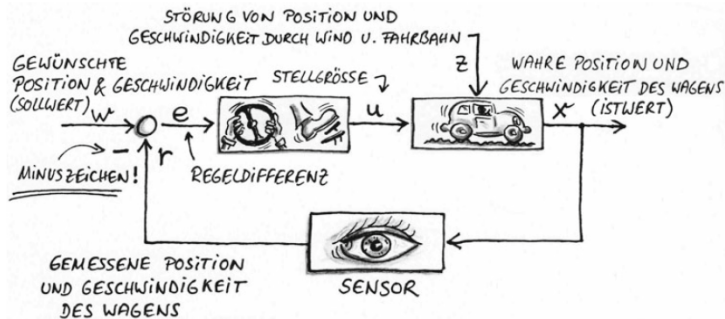 STÖRUNG VON POSITION UND
GESCHWINDIGKEIT DURCH WIND U. FAHRBAHN
GEWÜNSCHTE
POSITION & GESCHWINDIGKEIT
(SOLLWERT)
STELLGRÖSSE
z
WAHRE POSITION UND
GESCHWINDIGKEIT DES WAGENS
(ISTWERT)
w
e
u
x
–
r
MINUSZEICHEN!
REGELDIFFERENZ
GEMESSENE POSITION
UND GESCHWINDIGKEIT
DES WAGENS
SENSOR